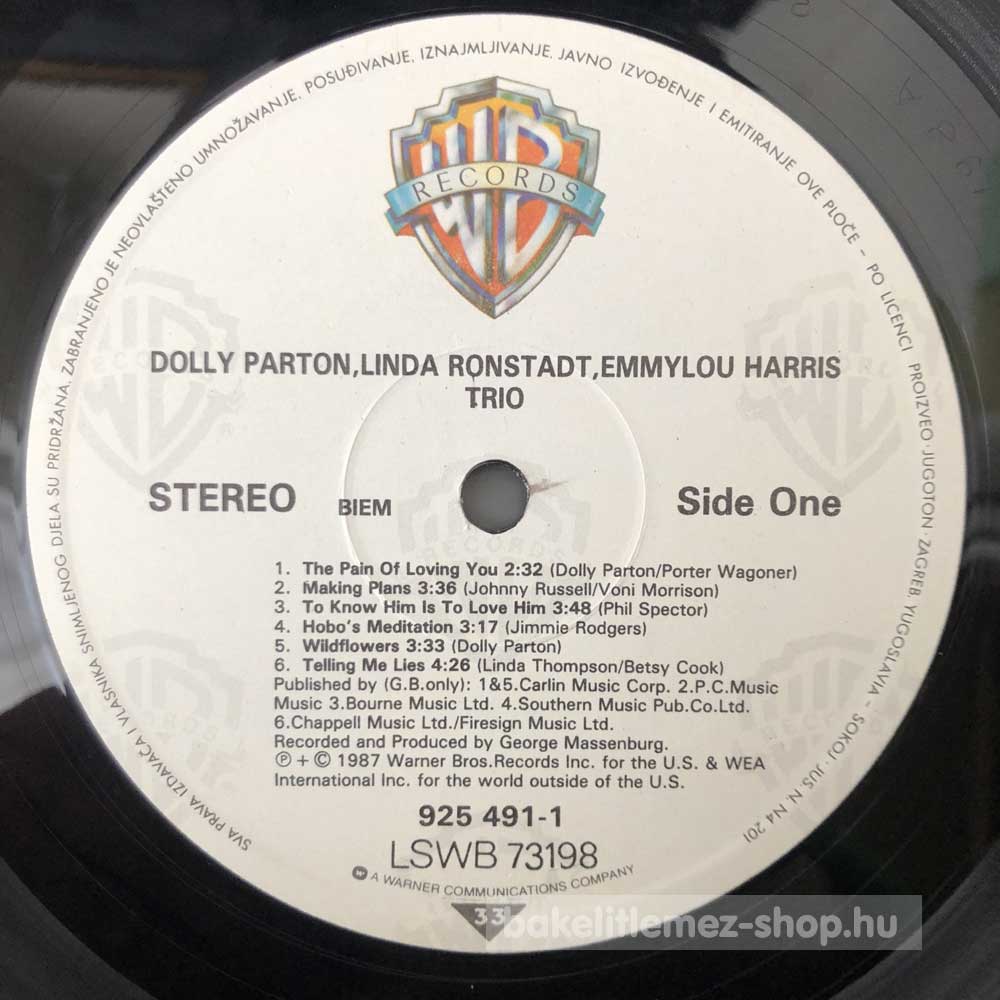 SVA PRAVA IZDAVAČA I VLASNIKA SNIMLJENOG DJELA SU PRIDRŽANA. ZABRANJENO JE NEOVLAŠTENO UMNOŽAVANJE, POSUĐIVANJE, IZNAJMLJIVANJE, JAVNO IZVOĐENJE I EMITIRANJE OVE PLOČE – PO LICENCI PROIZVEO · JUGOTON · ZAGREB, YUGOSLAVIA – SOKOJ · JUS. N. N4 201
WB
RECORDS
DOLLY PARTON,LINDA RONSTADT,EMMYLOU HARRIS
TRIO
STEREO BIEM Side One
1. The Pain Of Loving You 2:32 (Dolly Parton/Porter Wagoner)
2. Making Plans 3:36 (Johnny Russell/Voni Morrison)
3. To Know Him Is To Love Him 3:48 (Phil Spector)
4. Hobo's Meditation 3:17 (Jimmie Rodgers)
5. Wildflowers 3:33 (Dolly Parton)
6. Telling Me Lies 4:26 (Linda Thompson/Betsy Cook)
Published by (G.B.only): 1&5.Carlin Music Corp. 2.P.C.Music
Music 3.Bourne Music Ltd. 4.Southern Music Pub.Co.Ltd.
6.Chappell Music Ltd./Firesign Music Ltd.
Recorded and Produced by George Massenburg.
℗ + © 1987 Warner Bros.Records Inc. for the U.S. & WEA
International Inc. for the world outside of the U.S.
925 491-1
LSWB 73198
A WARNER COMMUNICATIONS COMPANY
33
bakelitlemez-shop.hu